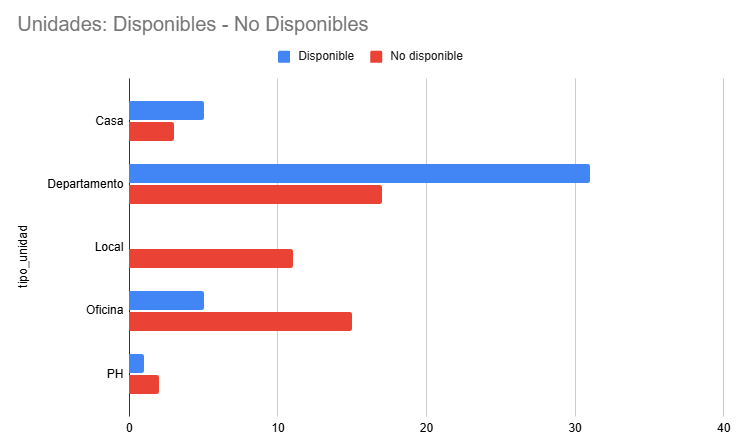 Unidades: Disponibles - No Disponibles
Disponible No disponible
tipo_unidad
Casa
Departamento
Local
Oficina
PH
0 10 20 30 40